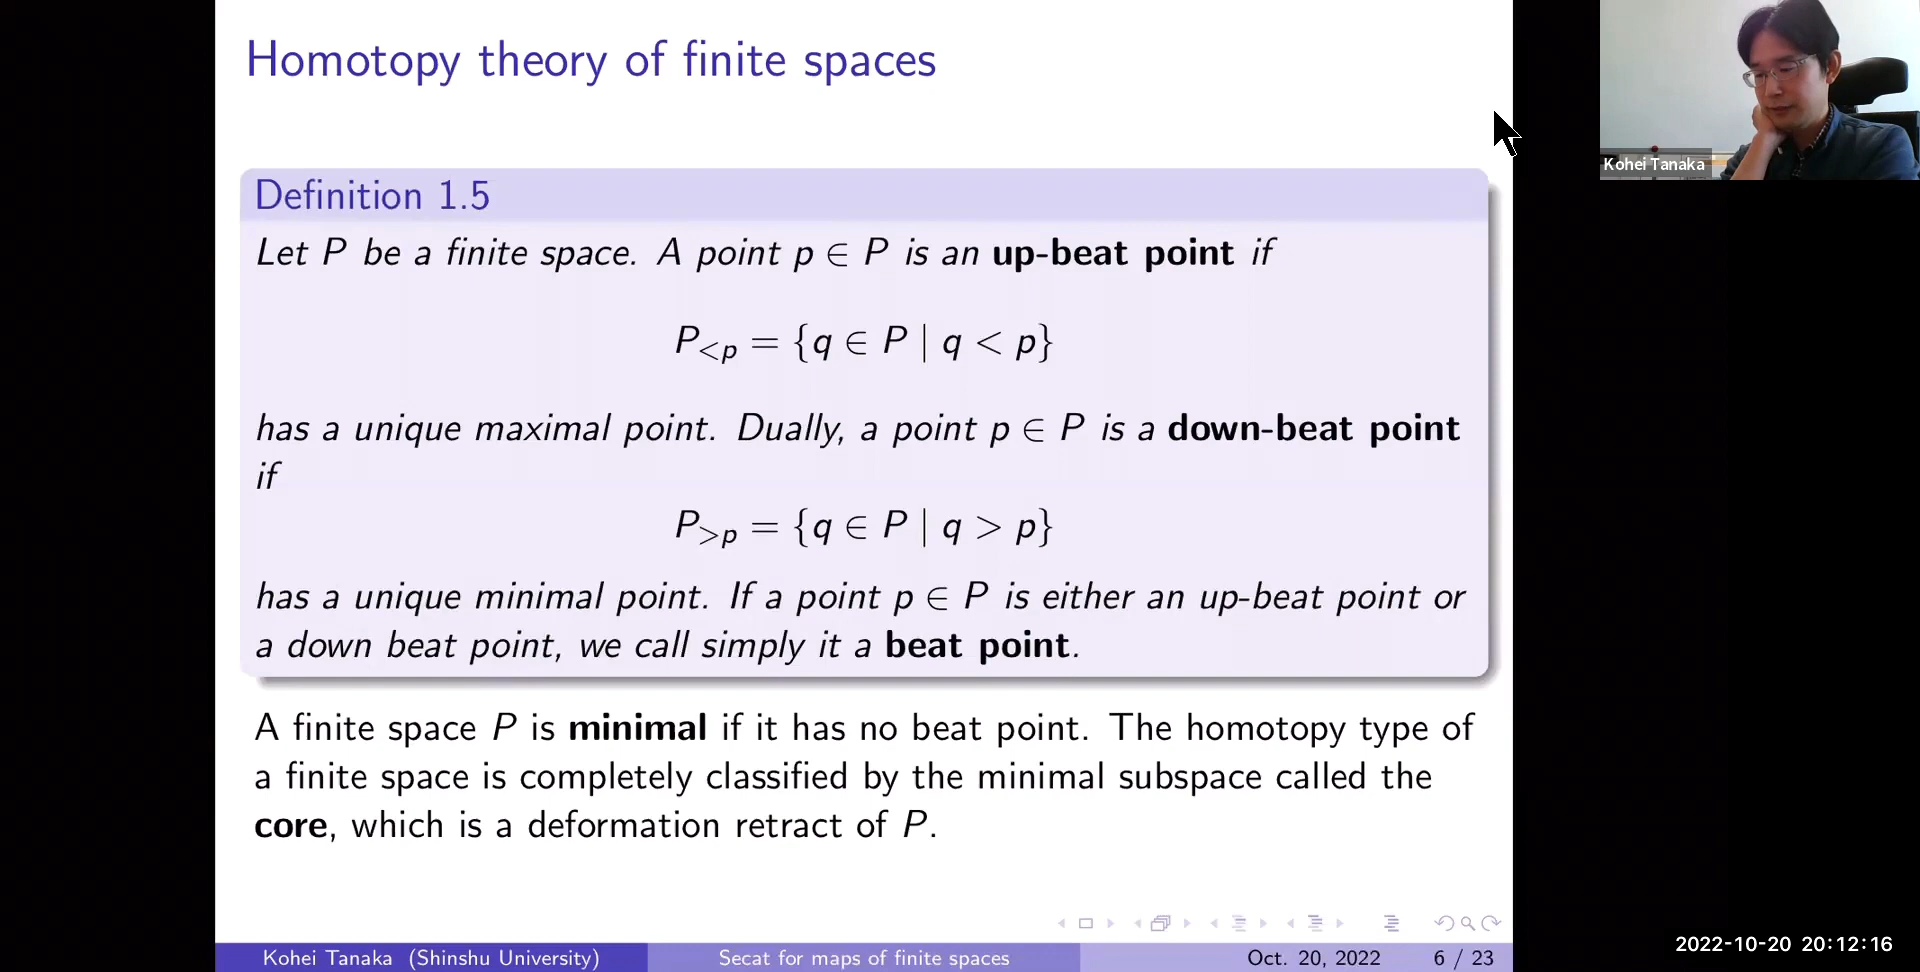 Homotopy theory of finite spaces
Kohei Tanaka
Definition 1.5
Let P be a finite space. A point p ∈ P is an up-beat point if
P<p = {q ∈ P | q < p}
has a unique maximal point. Dually, a point p ∈ P is a down-beat point
if
P>p = {q ∈ P | q > p}
has a unique minimal point. If a point p ∈ P is either an up-beat point or
a down beat point, we call simply it a beat point.
A finite space P is minimal if it has no beat point. The homotopy type of
a finite space is completely classified by the minimal subspace called the
core, which is a deformation retract of P.
Kohei Tanaka (Shinshu University) Secat for maps of finite spaces Oct. 20, 2022 6 / 23
2022-10-20 20:12:16